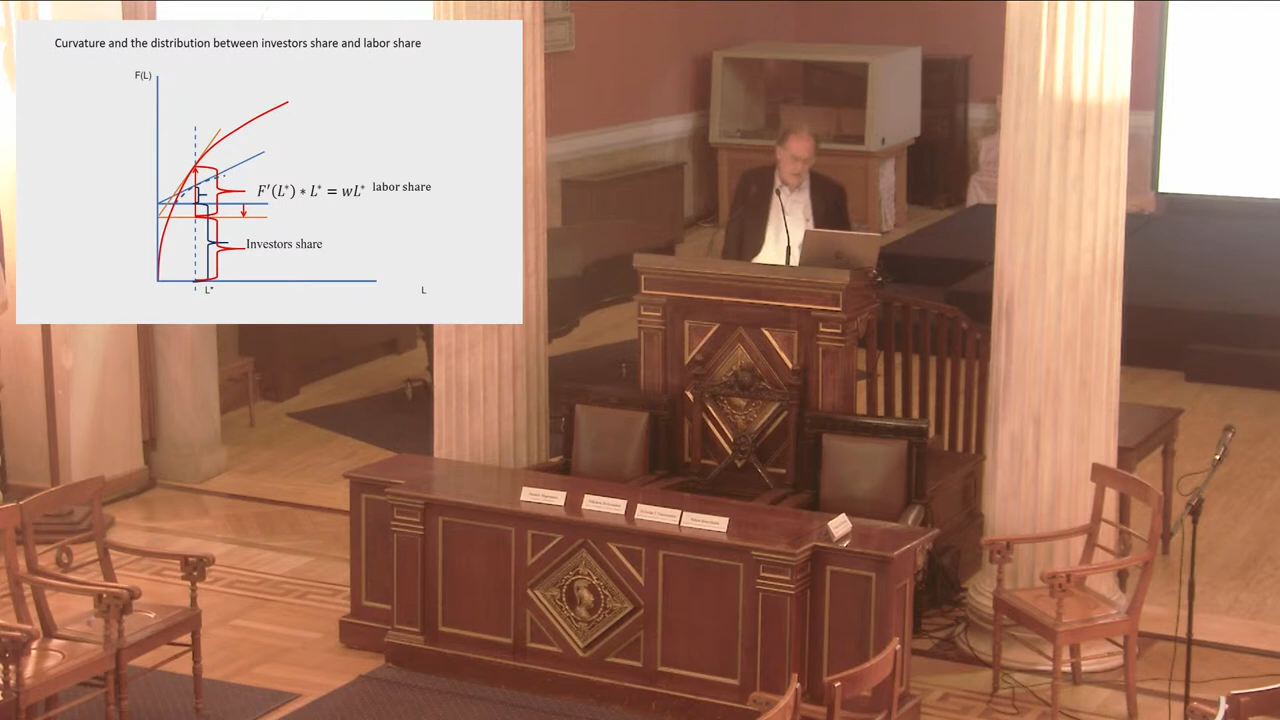 Curvature and the distribution between investors share and labor share
F(L)
F′(L*) ∗ L* = wL* labor share
Investors share
L*
L